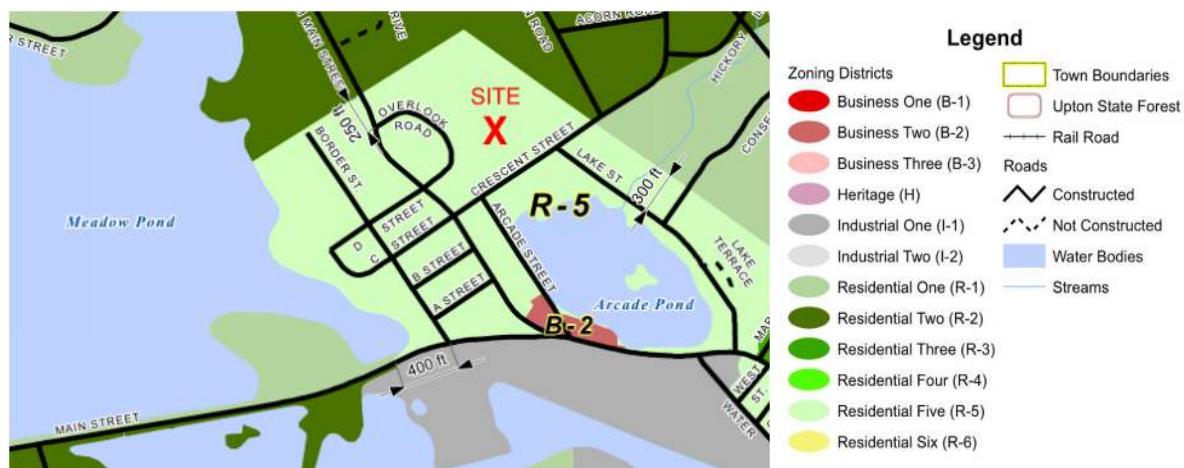 ACORN ROAD
HICKORY
MAIN STREET
250 ft
OVERLOOK
ROAD
BORDER ST.
SITE
X
CRESCENT STREET
LAKE ST
300 ft
R-5
Meadow Pond
D STREET
C STREET
B STREET
A STREET
ARCADE STREET
LAKE
TERRACE
Arcade Pond
B-2
400 ft
MAIN STREET
WEST
ST.
WATER
Legend
Zoning Districts
Business One (B-1)
Business Two (B-2)
Business Three (B-3)
Heritage (H)
Industrial One (I-1)
Industrial Two (I-2)
Residential One (R-1)
Residential Two (R-2)
Residential Three (R-3)
Residential Four (R-4)
Residential Five (R-5)
Residential Six (R-6)
Town Boundaries
Upton State Forest
Rail Road
Roads
Constructed
Not Constructed
Water Bodies
Streams